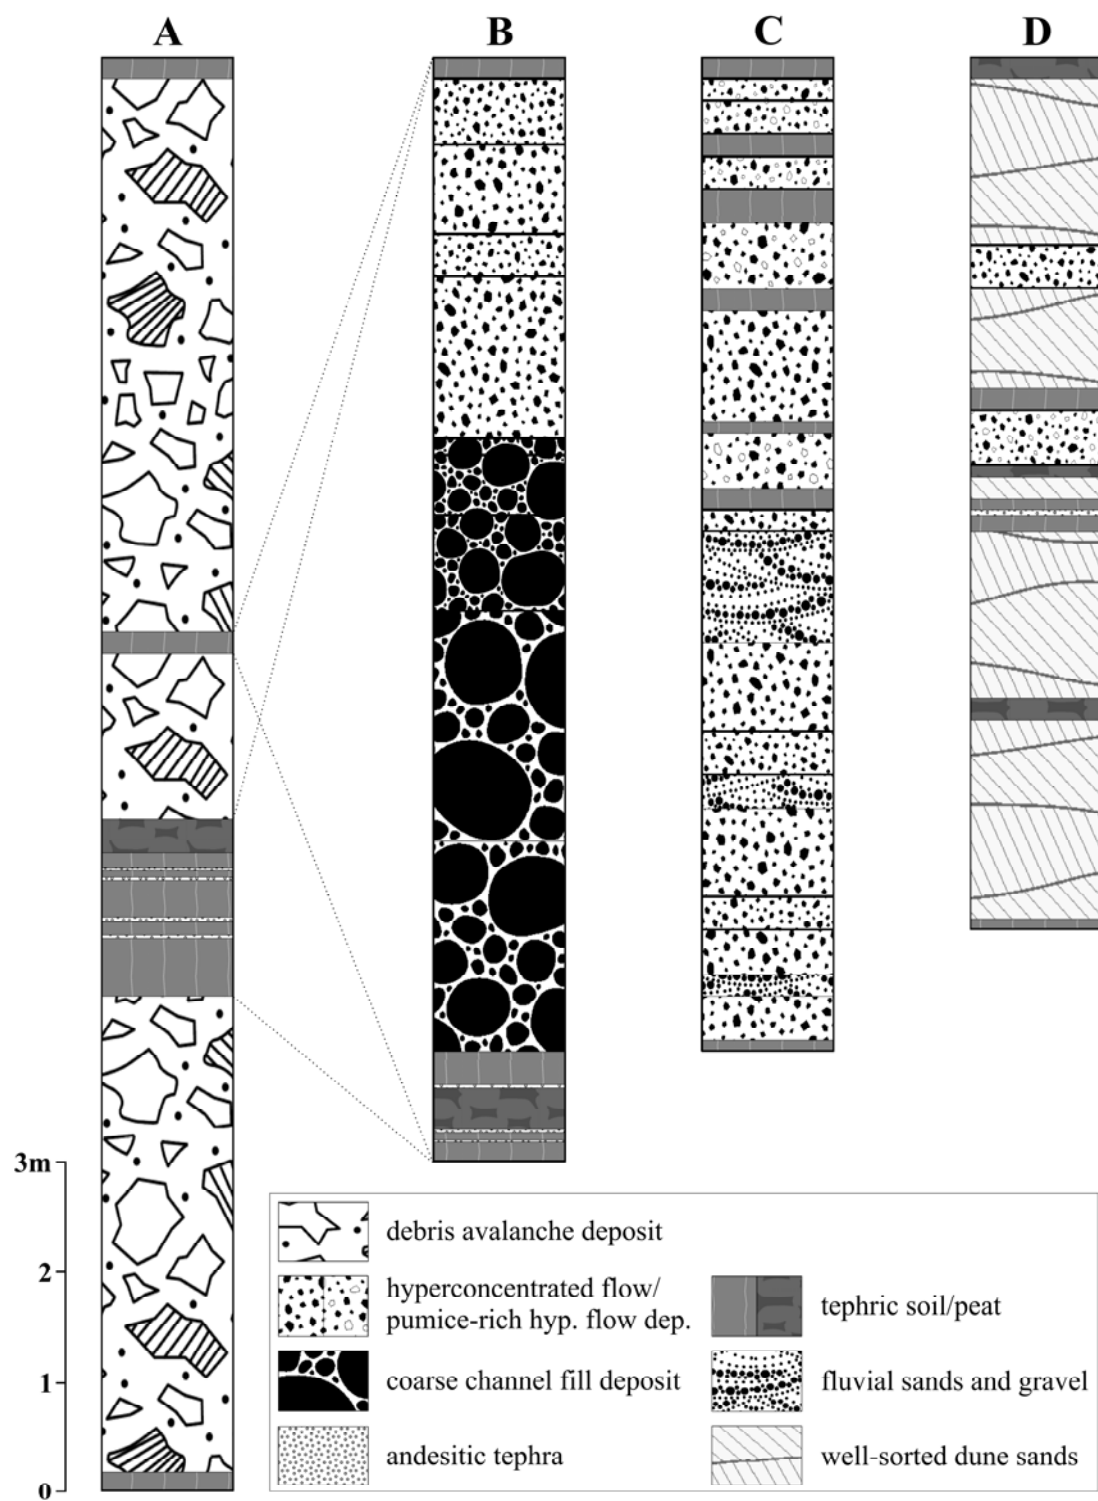 A
B
C
D
3m
2
1
0
debris avalanche deposit
hyperconcentrated flow/
pumice-rich hyp. flow dep.
coarse channel fill deposit
andesitic tephra
tephric soil/peat
fluvial sands and gravel
well-sorted dune sands